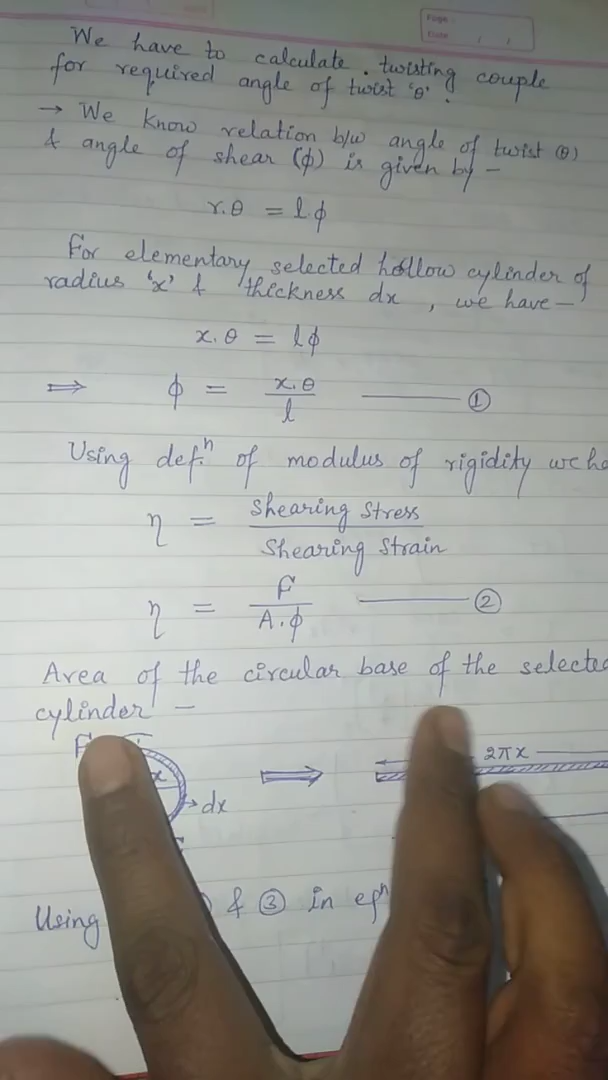 Page:
Date: / /
We have to calculate. twisting couple
for required angle of twist 'θ'.
→ We know relation b/w angle of twist (θ)
& angle of shear (ϕ) is given by –
r.θ = lϕ
For elementary selected hollow cylinder of
radius 'x' & thickness dx, we have –
x.θ = lϕ
⟹ ϕ = x.θ / l —— ①
Using defⁿ. of modulus of rigidity we ha
η = Shearing Stress / Shearing Strain
η = F / A.ϕ —— ②
Area of the circular base of the selected
cylinder –
F x dx ⟹ 2πx
Using & ③ in eqⁿ